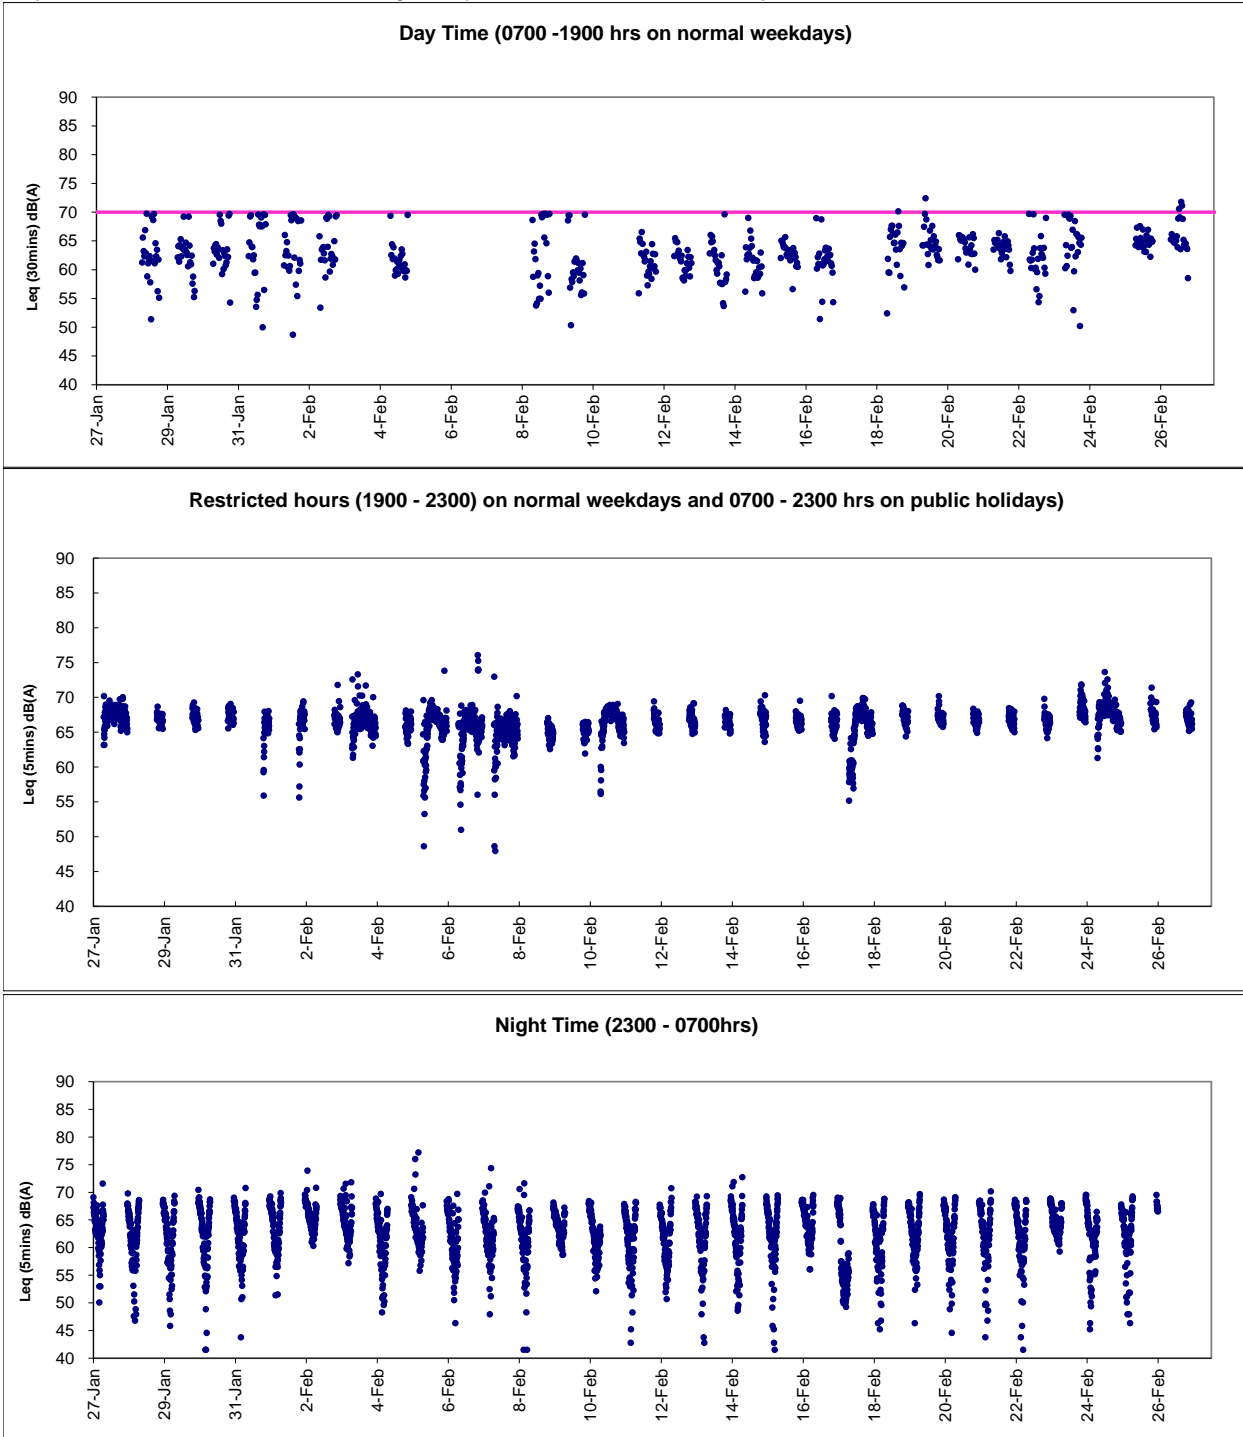 Day Time (0700 -1900 hrs on normal weekdays)
Leq (30mins) dB(A)
90
85
80
75
70
65
60
55
50
45
40
27-Jan
29-Jan
31-Jan
2-Feb
4-Feb
6-Feb
8-Feb
10-Feb
12-Feb
14-Feb
16-Feb
18-Feb
20-Feb
22-Feb
24-Feb
26-Feb
Restricted hours (1900 - 2300) on normal weekdays and 0700 - 2300 hrs on public holidays)
Leq (5mins) dB(A)
90
85
80
75
70
65
60
55
50
45
40
27-Jan
29-Jan
31-Jan
2-Feb
4-Feb
6-Feb
8-Feb
10-Feb
12-Feb
14-Feb
16-Feb
18-Feb
20-Feb
22-Feb
24-Feb
26-Feb
Night Time (2300 - 0700hrs)
Leq (5mins) dB(A)
90
85
80
75
70
65
60
55
50
45
40
27-Jan
29-Jan
31-Jan
2-Feb
4-Feb
6-Feb
8-Feb
10-Feb
12-Feb
14-Feb
16-Feb
18-Feb
20-Feb
22-Feb
24-Feb
26-Feb